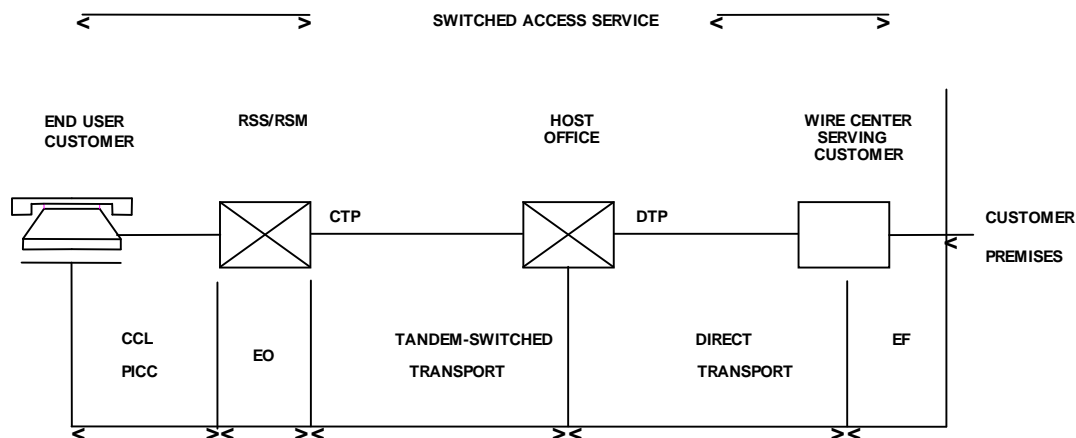 SWITCHED ACCESS SERVICE
END USER
CUSTOMER
RSS/RSM
HOST
OFFICE
WIRE CENTER
SERVING
CUSTOMER
CTP
DTP
CUSTOMER
PREMISES
CCL
PICC
EO
TANDEM-SWITCHED
TRANSPORT
DIRECT
TRANSPORT
EF